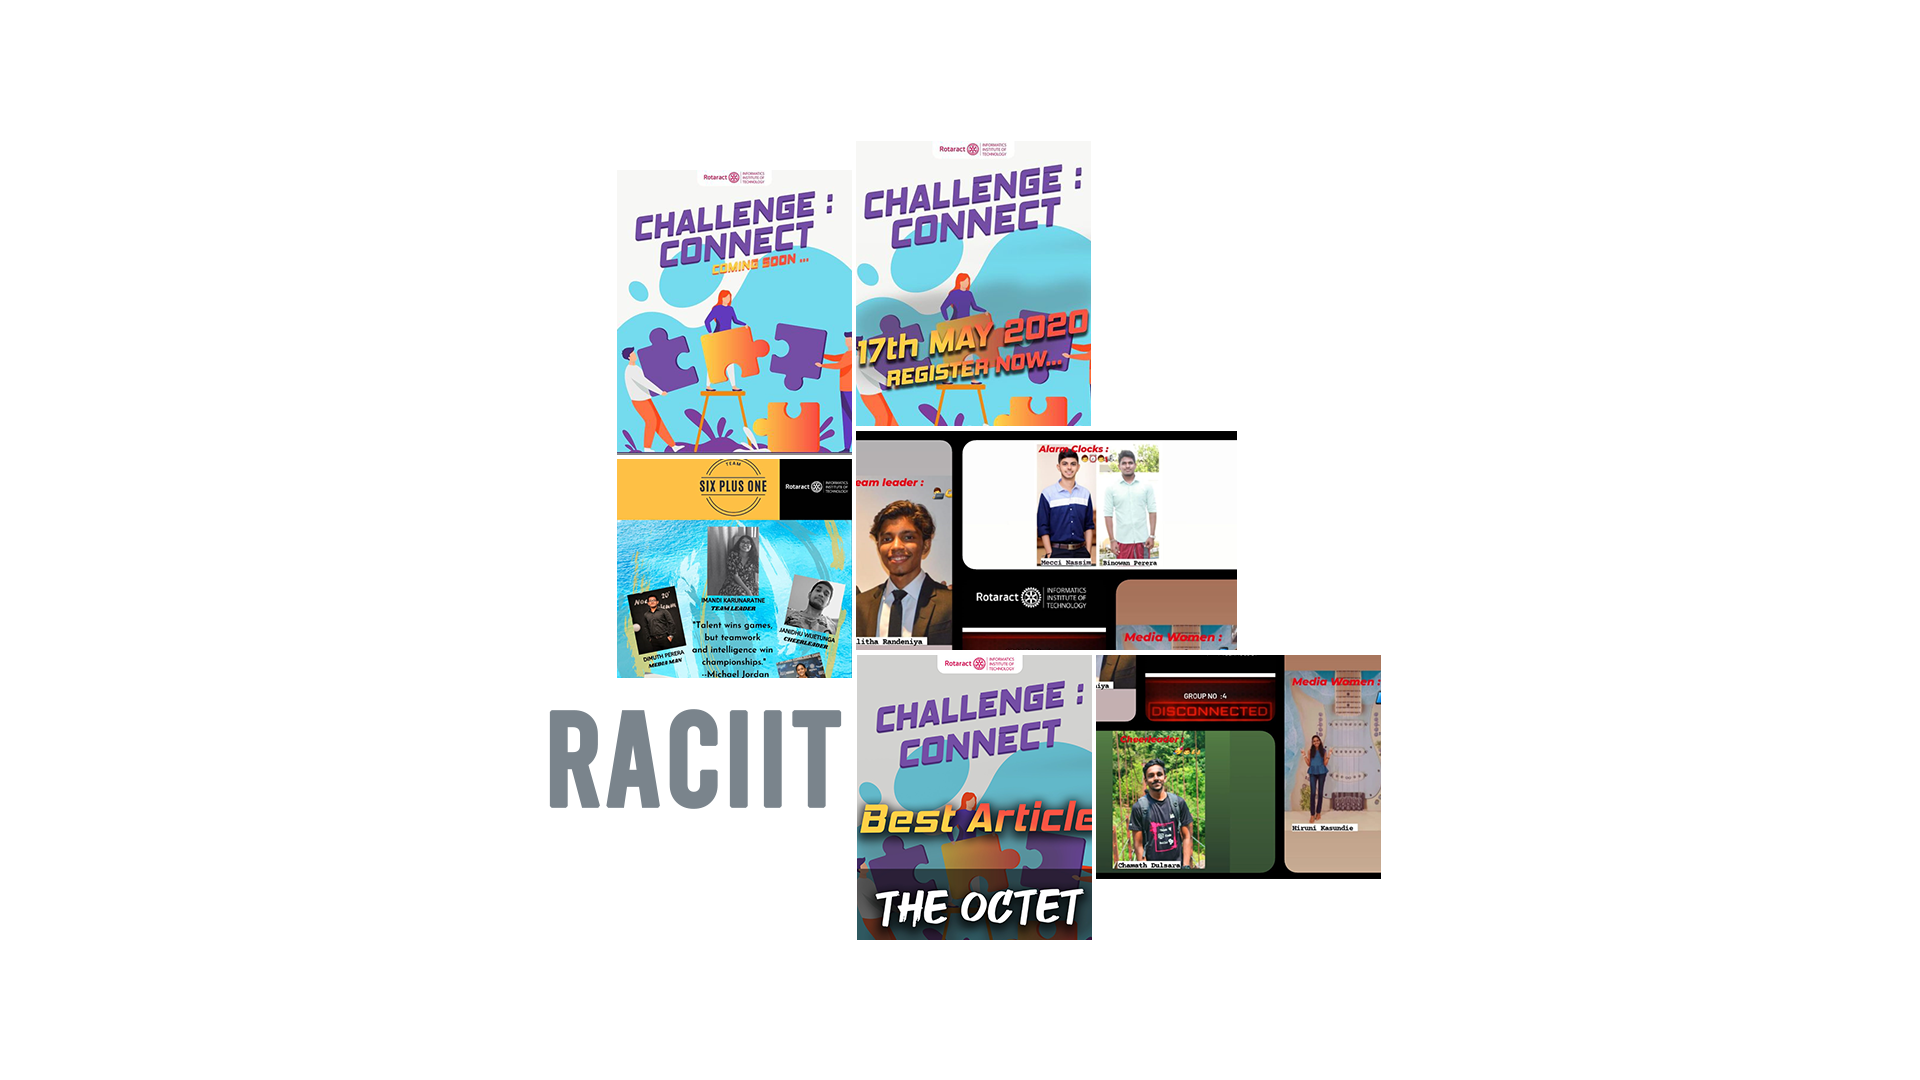 Rotaract
INFORMATICS
INSTITUTE OF
TECHNOLOGY
CHALLENGE :
CONNECT
COMING SOON ...
Rotaract
INFORMATICS
INSTITUTE OF
TECHNOLOGY
CHALLENGE :
CONNECT
17th MAY 2020
REGISTER NOW...
TEAM
SIX PLUS ONE
Rotaract
INFORMATICS
INSTITUTE OF
TECHNOLOGY
IMANDI KARUNARATNE
TEAM LEADER
DIMUTH PERERA
MEDIA MAN
JANIDHU WIJETUNGA
CHEERLEADER
"Talent wins games,
but teamwork
and intelligence win
championships."
--Michael Jordan
eam leader :
litha Randeniya
Alarm Clocks :
Mecci Nassim
Binowan Perera
Rotaract
INFORMATICS
INSTITUTE OF
TECHNOLOGY
Media Women :
RACIIT
Rotaract
INFORMATICS
INSTITUTE OF
TECHNOLOGY
CHALLENGE :
CONNECT
Best Article
THE OCTET
iya
GROUP NO :4
DISCONNECTED
Cheerleader :
Chamath Dulsara
Media Women :
Hiruni Kasundie